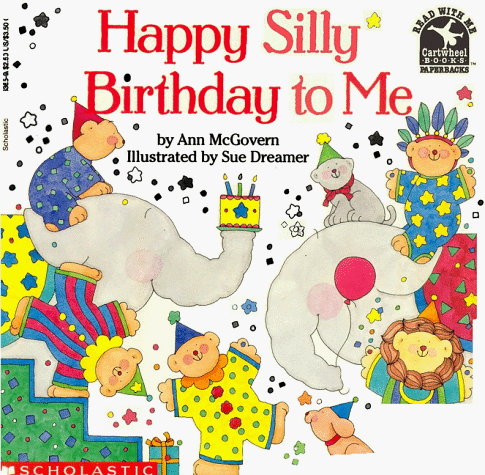 Happy Silly
Birthday to Me
by Ann McGovern
Illustrated by Sue Dreamer
READ WITH ME
Cartwheel
BOOKS™
PAPERBACKS
Scholastic
SCHOLASTIC